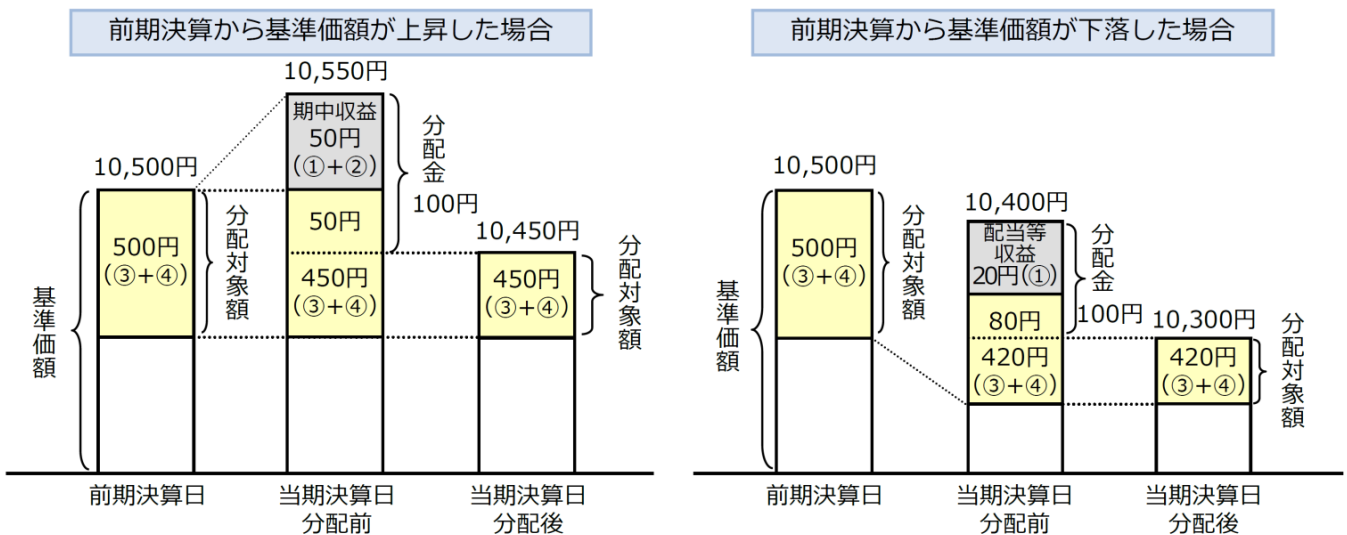 前期決算から基準価額が上昇した場合
10,550円
期中収益
50円
(①+②)
分配金
100円
10,500円
500円
(③+④)
分配対象額
基準価額
50円
450円
(③+④)
10,450円
450円
(③+④)
分配対象額
前期決算日
当期決算日
分配前
当期決算日
分配後
前期決算から基準価額が下落した場合
10,500円
500円
(③+④)
分配対象額
基準価額
10,400円
配当等
収益
20円(①)
分配金
100円
80円
420円
(③+④)
10,300円
420円
(③+④)
分配対象額
前期決算日
当期決算日
分配前
当期決算日
分配後